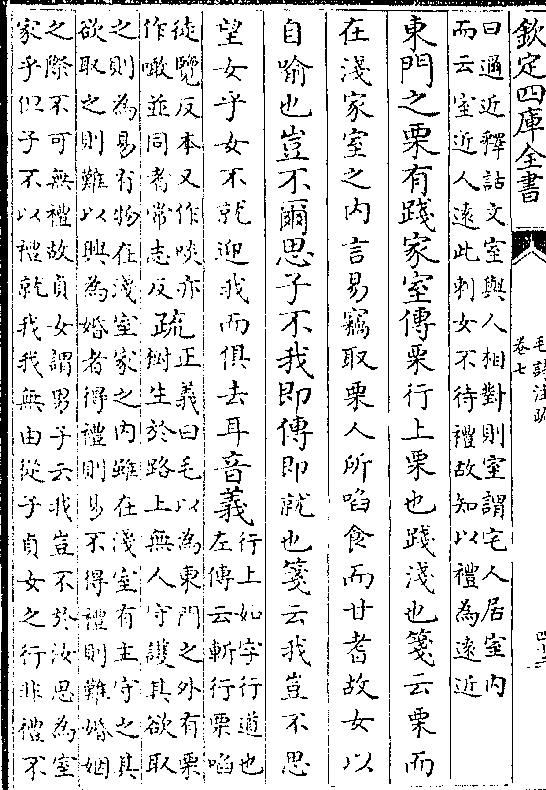 欽定四庫全書
毛詩注疏
卷七
曰邇近釋詁文室與人相對則室謂宅人居室内
而云室近人遠此刺女不待禮故知以禮為遠近
東門之栗有踐家室傳栗行上栗也踐淺也箋云栗而
在淺家室之内言易竊取栗人所啗食而甘耆故女以
自喻也豈不爾思子不我即傳即就也箋云我豈不思
望女乎女不就迎我而俱去耳音義
行上如字行道也
左傳云斬行栗啗
徒覽反本又作啖亦
作噉並同耆常志反
疏
正義曰毛以為東門之外有栗
樹生於路上無人守護其欲取
之則為易有物在淺室家之内雖在淺室有主守之其
欲取之則難以興為婚者得禮則易不得禮則難婚姻
之際不可無禮故貞女謂男子云我豈不於汝思為室
家乎但子不以禮就我我無由從子貞女之行非禮不